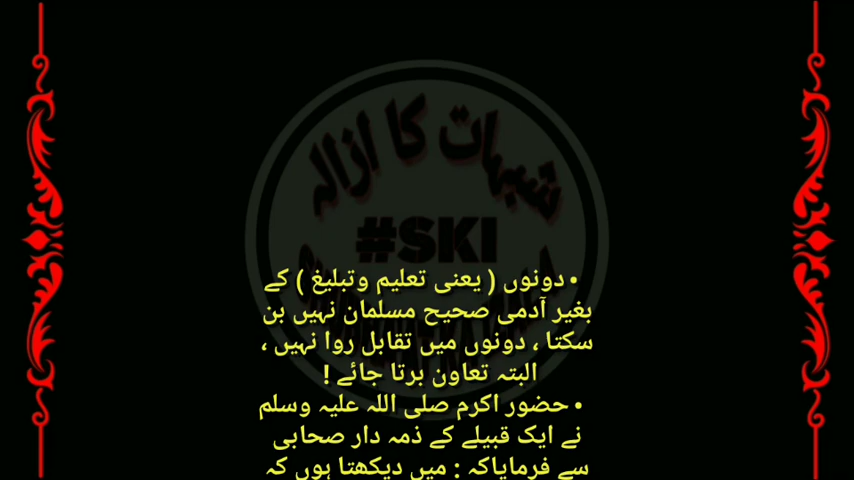 شبہات کا ازالہ
#SKI
• دونوں ( یعنی تعلیم وتبلیغ ) کے
بغیر آدمی صحیح مسلمان نہیں بن
سکتا ، دونوں میں تقابل روا نہیں ،
البتہ تعاون برتا جائے !
• حضور اکرم صلی اللہ علیہ وسلم
نے ایک قبیلے کے ذمہ دار صحابی
سے فرمایاکہ : میں دیکھتا ہوں کہ